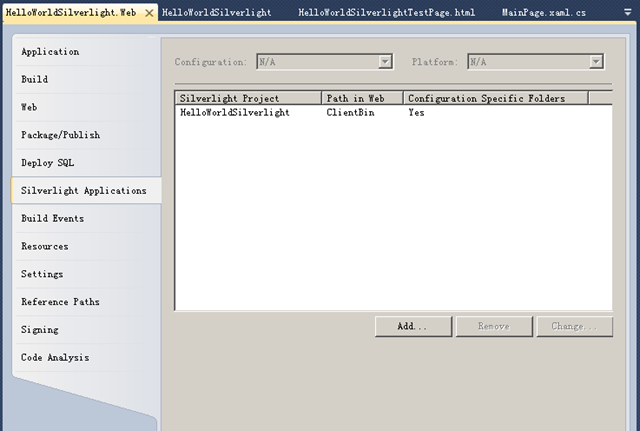 HelloWorldSilverlight.Web HelloWorldSilverlight HelloWorldSilverlightTestPage.html MainPage.xaml.cs
Application
Build
Web
Package/Publish
Deploy SQL
Silverlight Applications
Build Events
Resources
Settings
Reference Paths
Signing
Code Analysis
Configuration: N/A Platform: N/A
Silverlight Project Path in Web Configuration Specific Folders
HelloWorldSilverlight ClientBin Yes
Add... Remove Change...